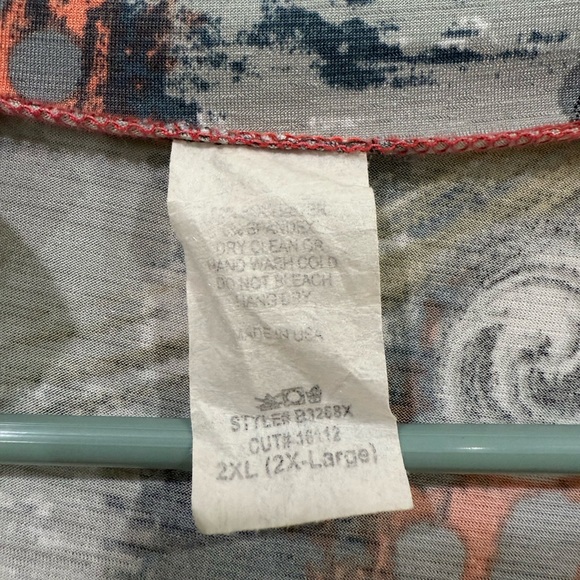 SPANDEX
DRY CLEAN OR
HAND WASH COLD
DO NOT BLEACH
HANG DRY
MADE IN USA
STYLE# B3268X
CUT# 16112
2XL (2X-Large)